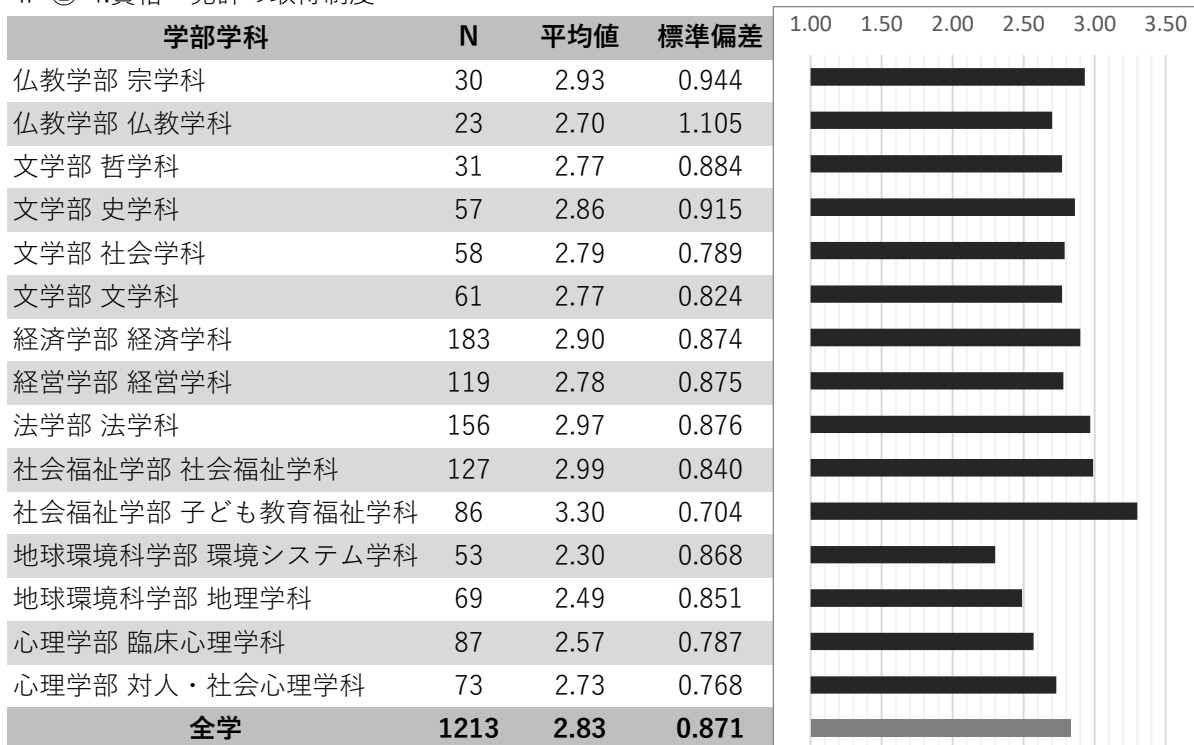 学部学科 N 平均値 標準偏差
1.00 1.50 2.00 2.50 3.00 3.50
仏教学部 宗学科 30 2.93 0.944
仏教学部 仏教学科 23 2.70 1.105
文学部 哲学科 31 2.77 0.884
文学部 史学科 57 2.86 0.915
文学部 社会学科 58 2.79 0.789
文学部 文学科 61 2.77 0.824
経済学部 経済学科 183 2.90 0.874
経営学部 経営学科 119 2.78 0.875
法学部 法学科 156 2.97 0.876
社会福祉学部 社会福祉学科 127 2.99 0.840
社会福祉学部 子ども教育福祉学科 86 3.30 0.704
地球環境科学部 環境システム学科 53 2.30 0.868
地球環境科学部 地理学科 69 2.49 0.851
心理学部 臨床心理学科 87 2.57 0.787
心理学部 対人・社会心理学科 73 2.73 0.768
全学 1213 2.83 0.871